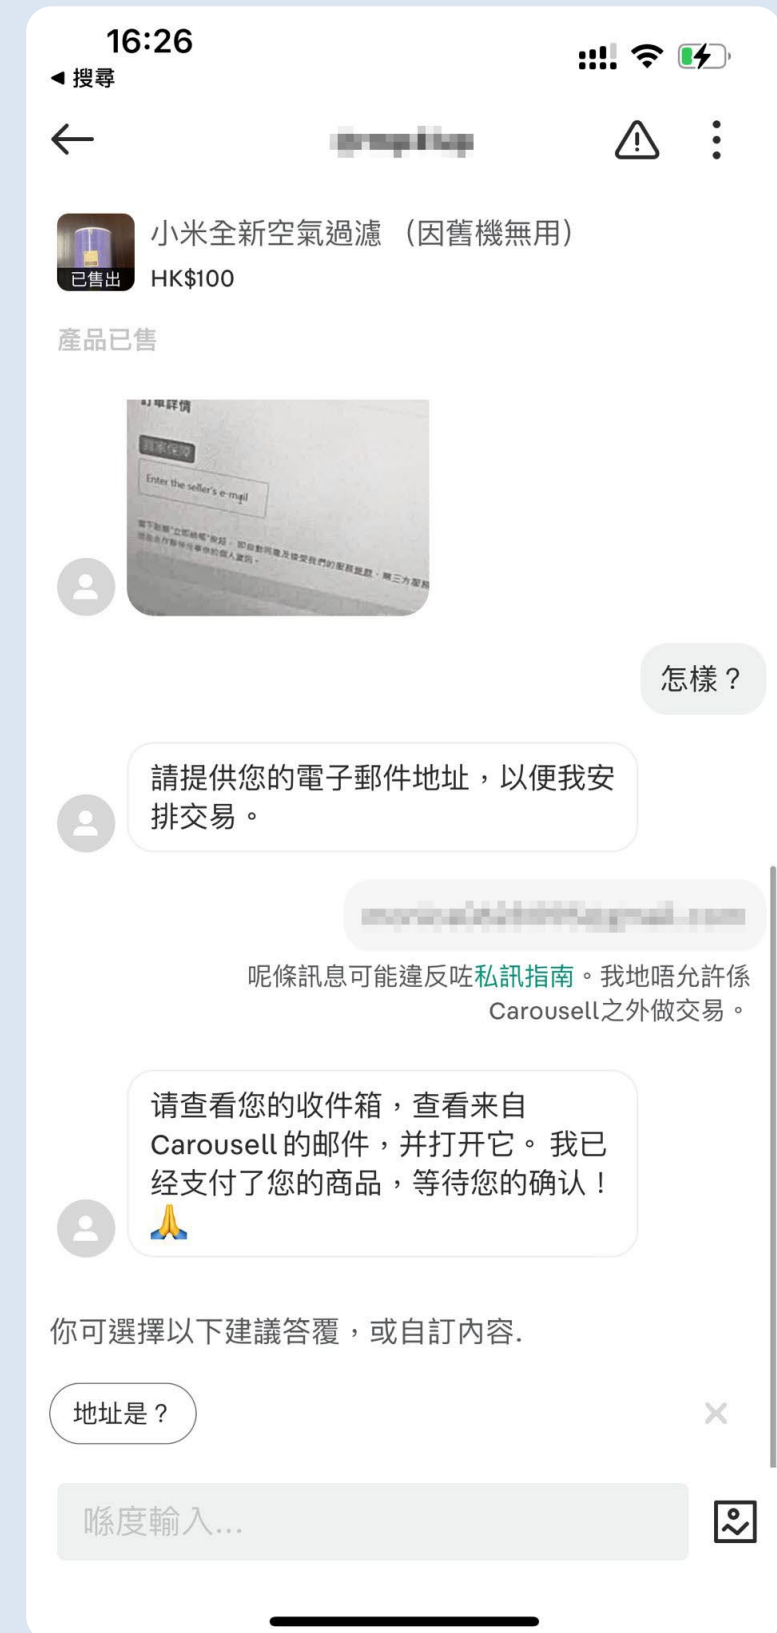 16:26
搜尋
小米全新空氣過濾 （因舊機無用）
已售出
HK$100
產品已售
訂單詳情
Enter the seller's e-mail
怎樣？
請提供您的電子郵件地址，以便我安
排交易。
呢條訊息可能違反咗私訊指南。我地唔允許係
Carousell之外做交易。
请查看您的收件箱，查看来自
Carousell 的邮件，并打开它。 我已
经支付了您的商品，等待您的确认！
🙏
你可選擇以下建議答覆，或自訂內容.
地址是？
喺度輸入...